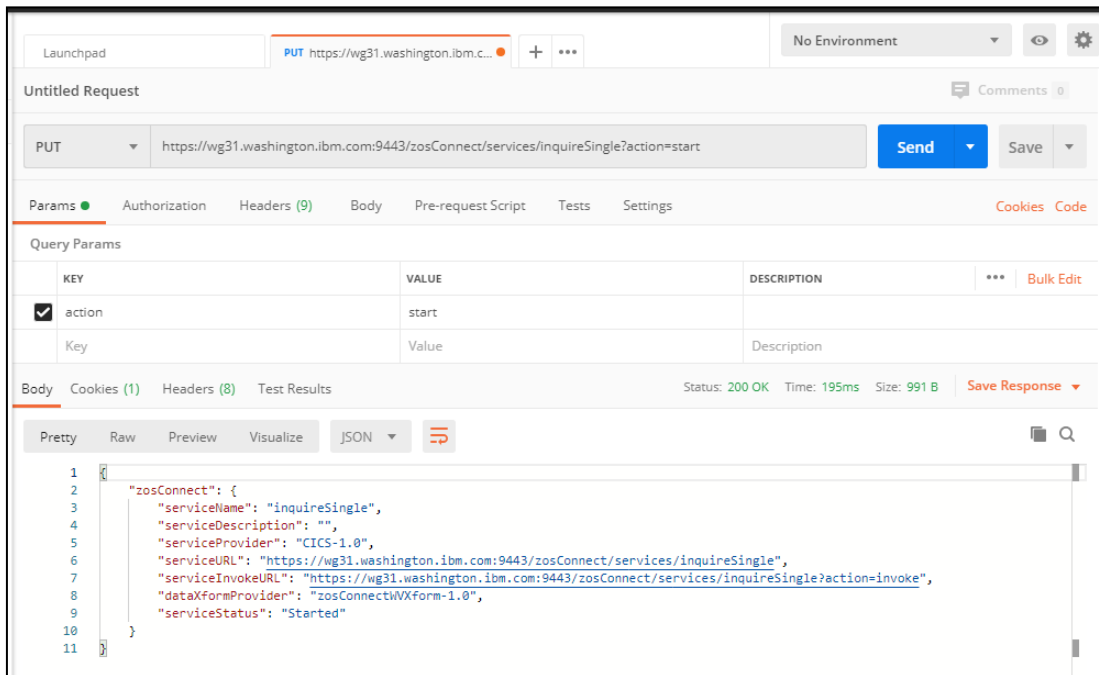 Launchpad
PUT https://wg31.washington.ibm.c...
No Environment
Untitled Request
Comments 0
PUT https://wg31.washington.ibm.com:9443/zosConnect/services/inquireSingle?action=start Send Save
Params Authorization Headers (9) Body Pre-request Script Tests Settings Cookies Code
Query Params
KEY VALUE DESCRIPTION ••• Bulk Edit
action start
Key Value Description
Body Cookies (1) Headers (8) Test Results Status: 200 OK Time: 195ms Size: 991 B Save Response
Pretty Raw Preview Visualize JSON
1 {
2 "zosConnect": {
3 "serviceName": "inquireSingle",
4 "serviceDescription": "",
5 "serviceProvider": "CICS-1.0",
6 "serviceURL": "https://wg31.washington.ibm.com:9443/zosConnect/services/inquireSingle",
7 "serviceInvokeURL": "https://wg31.washington.ibm.com:9443/zosConnect/services/inquireSingle?action=invoke",
8 "dataXformProvider": "zosConnectWVXform-1.0",
9 "serviceStatus": "Started"
10 }
11 }